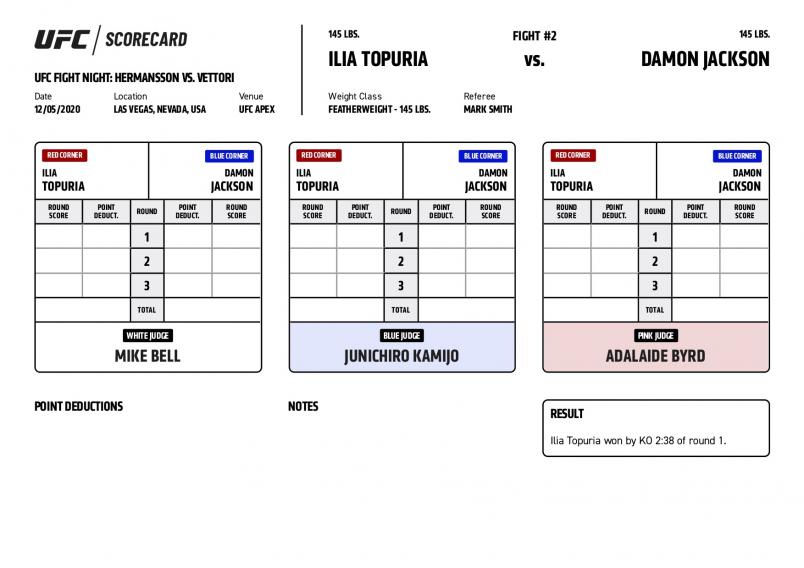 UFC / SCORECARD
UFC FIGHT NIGHT: HERMANSSON VS. VETTORI
Date Location Venue
12/05/2020 LAS VEGAS, NEVADA, USA UFC APEX
145 LBS. FIGHT #2 145 LBS.
ILIA TOPURIA VS. DAMON JACKSON
Weight Class Referee
FEATHERWEIGHT - 145 LBS. MARK SMITH
RED CORNER BLUE CORNER
ILIA DAMON
TOPURIA JACKSON
ROUND SCORE POINT DEDUCT. ROUND POINT DEDUCT. ROUND SCORE
1
2
3
TOTAL
WHITE JUDGE
MIKE BELL
RED CORNER BLUE CORNER
ILIA DAMON
TOPURIA JACKSON
ROUND SCORE POINT DEDUCT. ROUND POINT DEDUCT. ROUND SCORE
1
2
3
TOTAL
BLUE JUDGE
JUNICHIRO KAMIJO
RED CORNER BLUE CORNER
ILIA DAMON
TOPURIA JACKSON
ROUND SCORE POINT DEDUCT. ROUND POINT DEDUCT. ROUND SCORE
1
2
3
TOTAL
PINK JUDGE
ADALAIDE BYRD
POINT DEDUCTIONS
NOTES
RESULT
Ilia Topuria won by KO 2:38 of round 1.